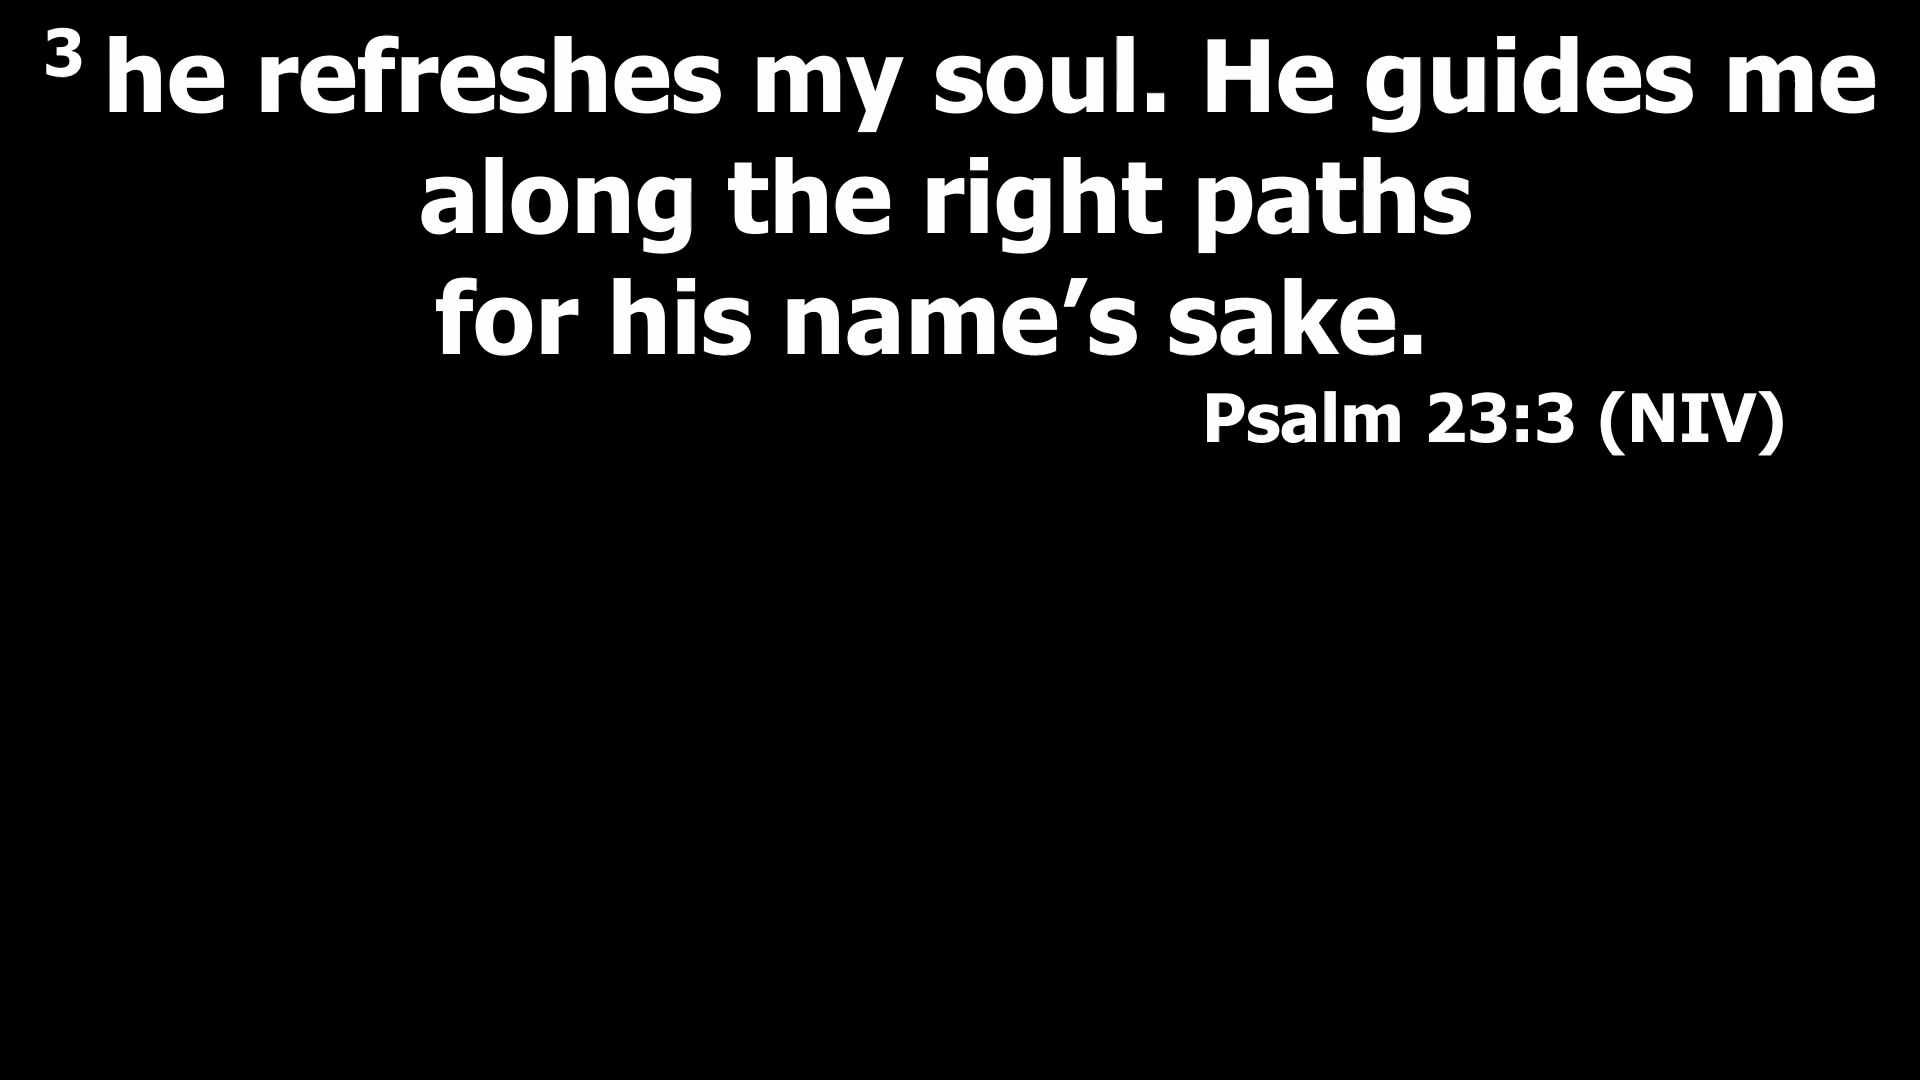 3 he refreshes my soul. He guides me
along the right paths
for his name’s sake.
Psalm 23:3 (NIV)